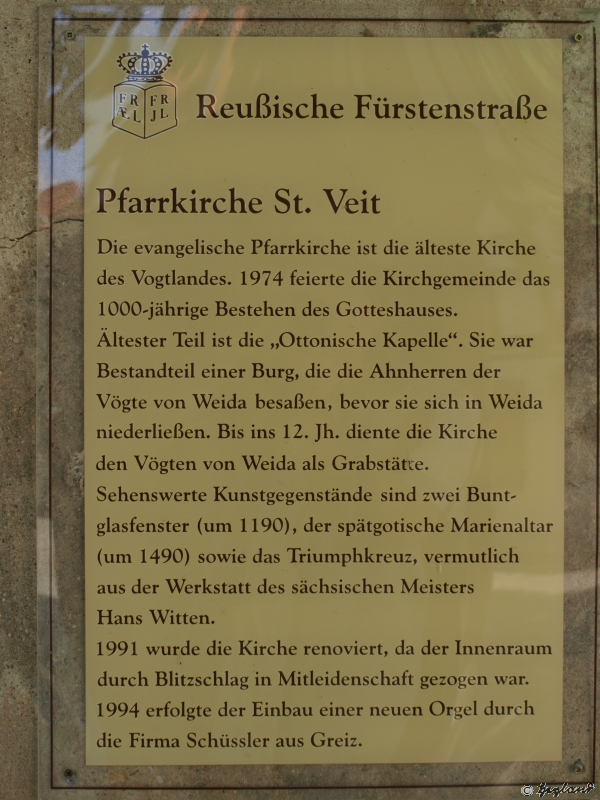 FR FR
ÆL JL
Reußische Fürstenstraße
Pfarrkirche St. Veit
Die evangelische Pfarrkirche ist die älteste Kirche
des Vogtlandes. 1974 feierte die Kirchgemeinde das
1000-jährige Bestehen des Gotteshauses.
Ältester Teil ist die „Ottonische Kapelle“. Sie war
Bestandteil einer Burg, die die Ahnherren der
Vögte von Weida besaßen, bevor sie sich in Weida
niederließen. Bis ins 12. Jh. diente die Kirche
den Vögten von Weida als Grabstätte.
Sehenswerte Kunstgegenstände sind zwei Bunt-
glasfenster (um 1190), der spätgotische Marienaltar
(um 1490) sowie das Triumphkreuz, vermutlich
aus der Werkstatt des sächsischen Meisters
Hans Witten.
1991 wurde die Kirche renoviert, da der Innenraum
durch Blitzschlag in Mitleidenschaft gezogen war.
1994 erfolgte der Einbau einer neuen Orgel durch
die Firma Schüssler aus Greiz.